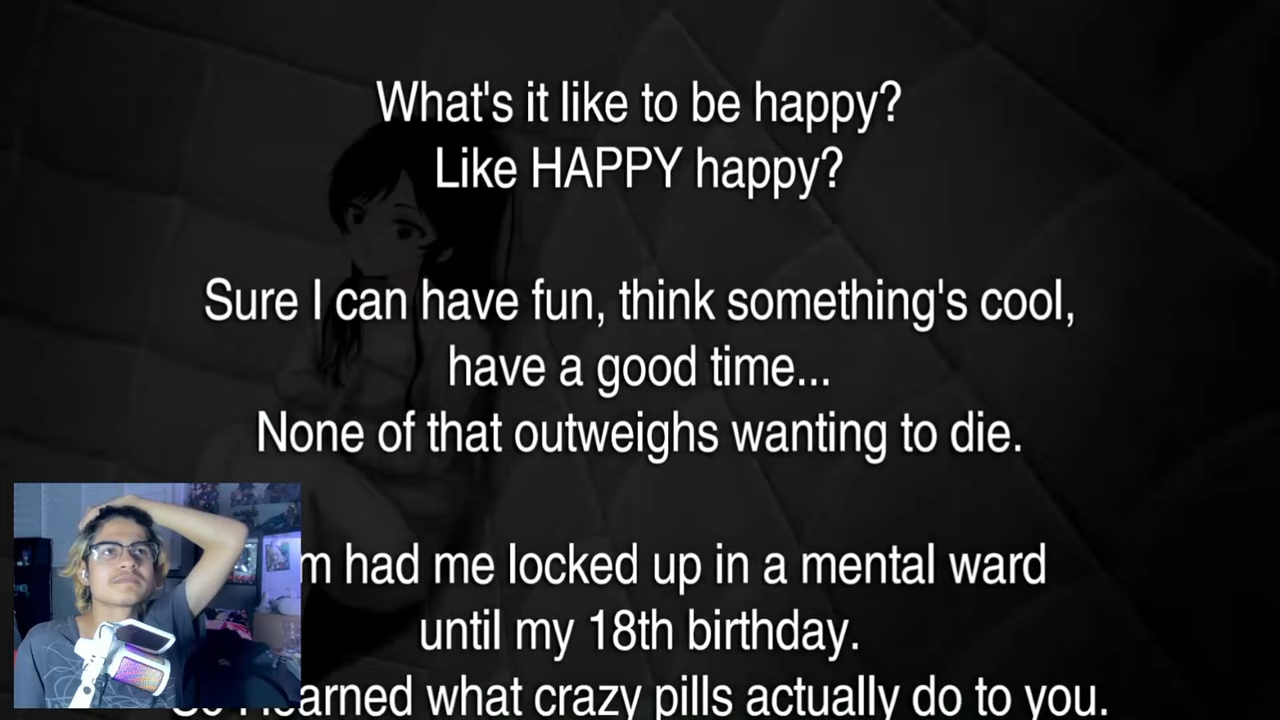 What's it like to be happy?
Like HAPPY happy?
Sure I can have fun, think something's cool,
have a good time...
None of that outweighs wanting to die.
had me locked up in a mental ward
until my 18th birthday.
what crazy pills actually do to you.